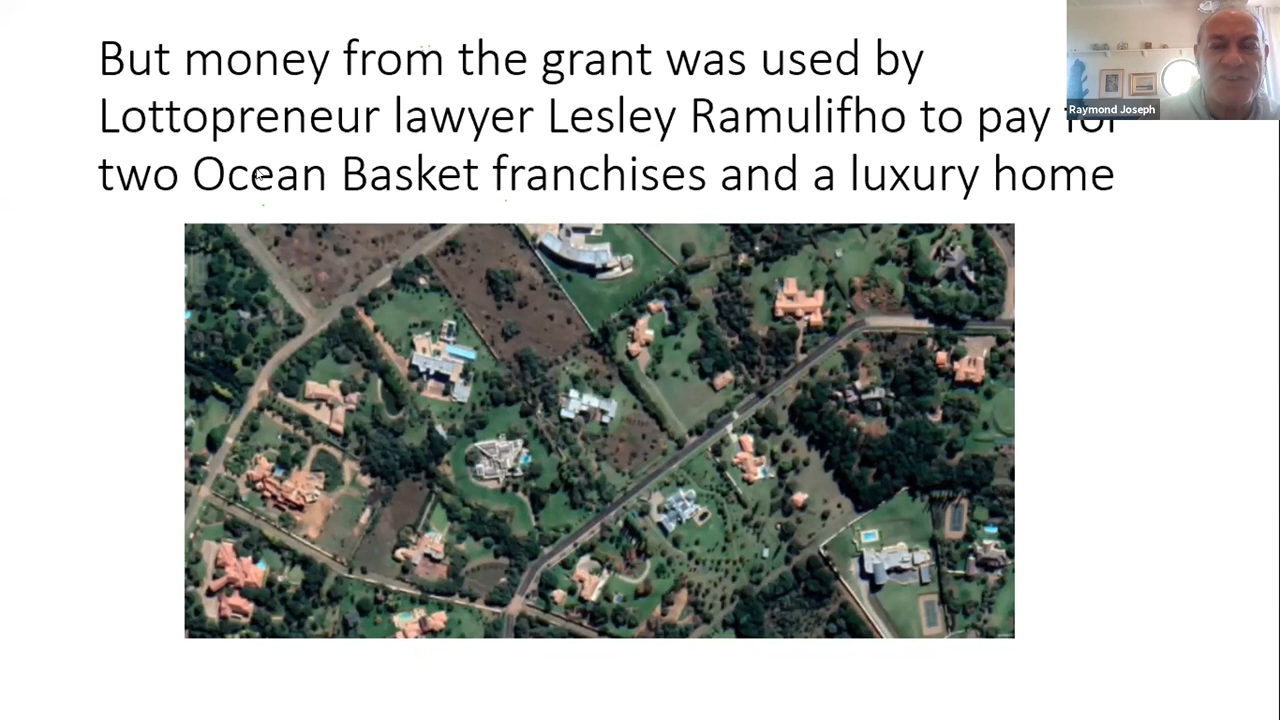 But money from the grant was used by
Lottopreneur lawyer Lesley Ramulifho to pay for
two Ocean Basket franchises and a luxury home
Raymond Joseph